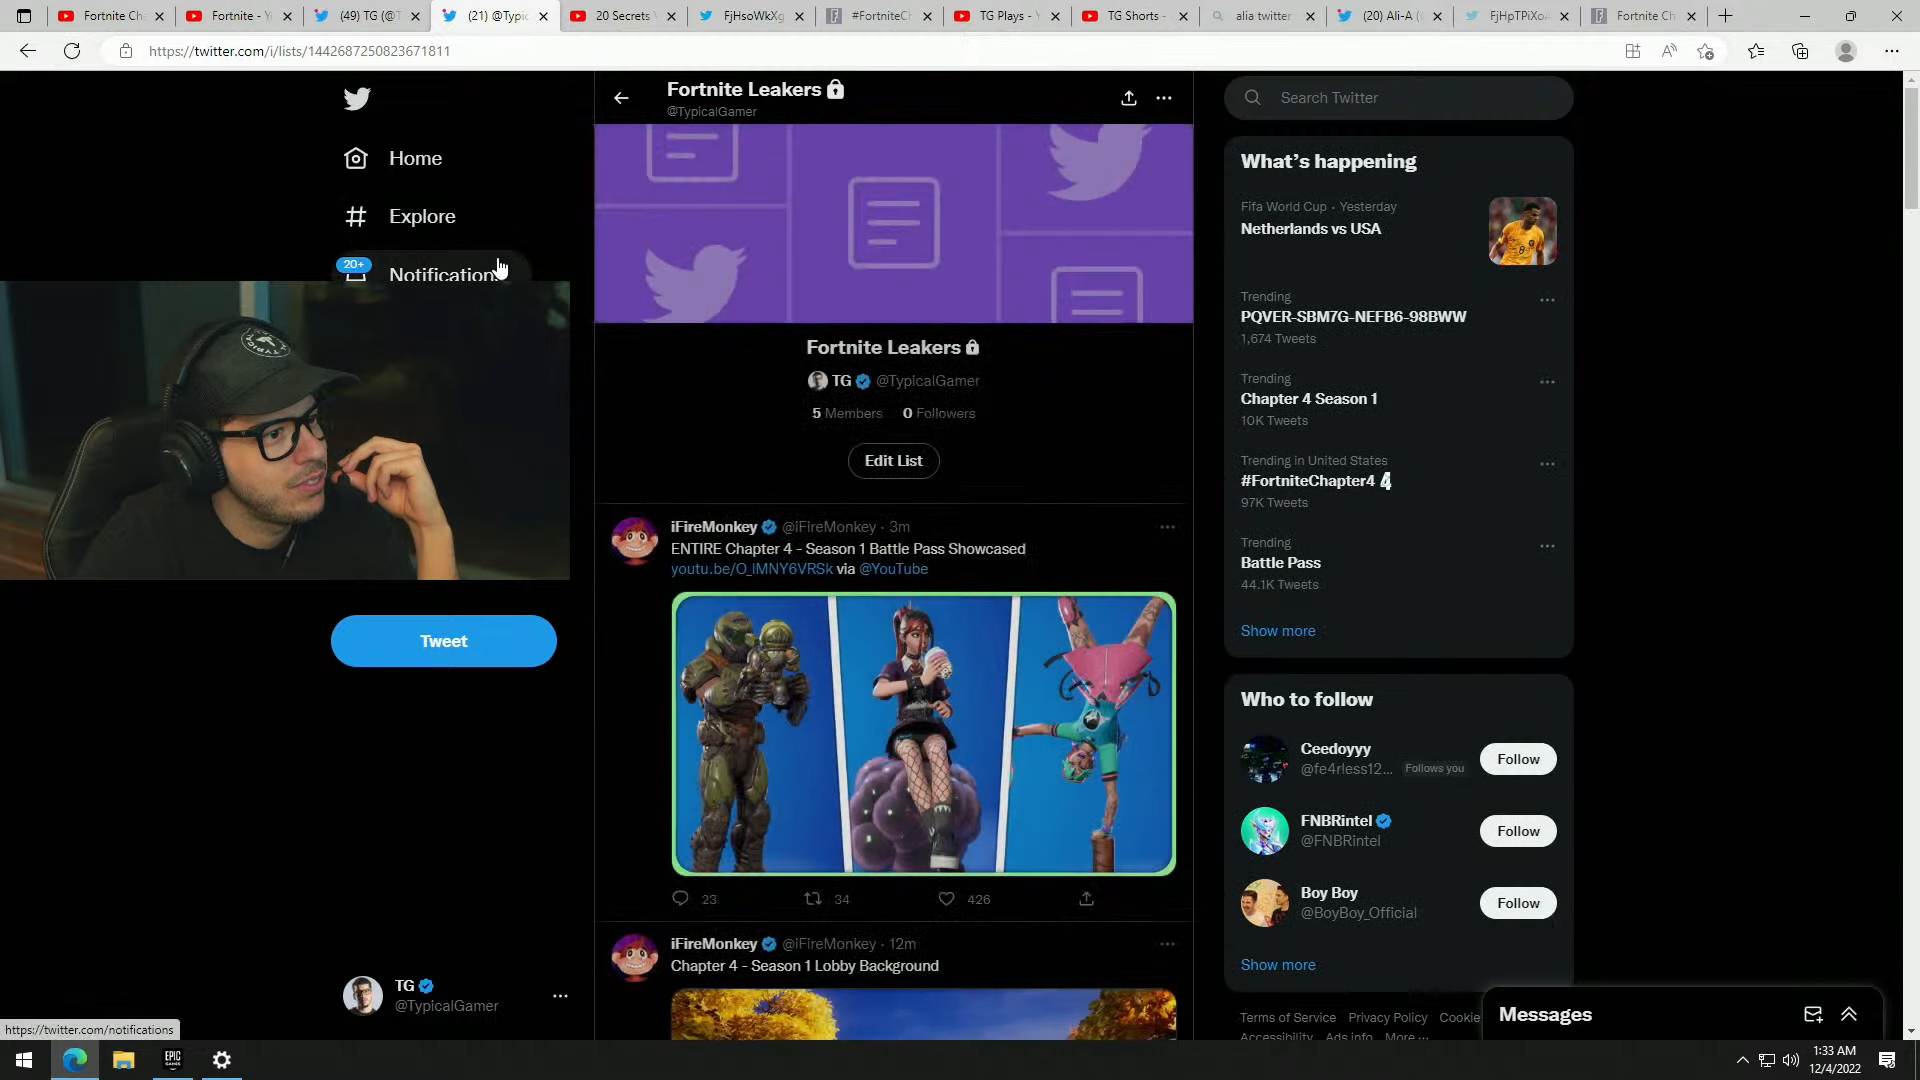 Fortnite Ch
Fortnite - Y
(49) TG (@T
(21) @Typic
20 Secrets
FjHsoWkXg
#FortniteCh
TG Plays - Y
TG Shorts -
alia twitter
(20) Ali-A (
FjHpTPiXoA
Fortnite Ch
https://twitter.com/i/lists/1442687250823671811
Home
Explore
20+
Notifications
Tweet
TG
@TypicalGamer
https://twitter.com/notifications
Fortnite Leakers
@TypicalGamer
Fortnite Leakers
TG @TypicalGamer
5 Members 0 Followers
Edit List
iFireMonkey @iFireMonkey · 3m
ENTIRE Chapter 4 - Season 1 Battle Pass Showcased
youtu.be/O_lMNY6VRSk via @YouTube
23 34 426
iFireMonkey @iFireMonkey · 12m
Chapter 4 - Season 1 Lobby Background
Search Twitter
What's happening
Fifa World Cup · Yesterday
Netherlands vs USA
Trending
PQVER-SBM7G-NEFB6-98BWW
1,674 Tweets
Trending
Chapter 4 Season 1
10K Tweets
Trending in United States
#FortniteChapter4 4
97K Tweets
Trending
Battle Pass
44.1K Tweets
Show more
Who to follow
Ceedoyyy
@fe4rless12... Follows you
Follow
FNBRintel
@FNBRintel
Follow
Boy Boy
@BoyBoy_Official
Follow
Show more
Terms of Service Privacy Policy Cookie
Accessibility Ads info More ...
Messages
EPIC
GAMES
1:33 AM
12/4/2022